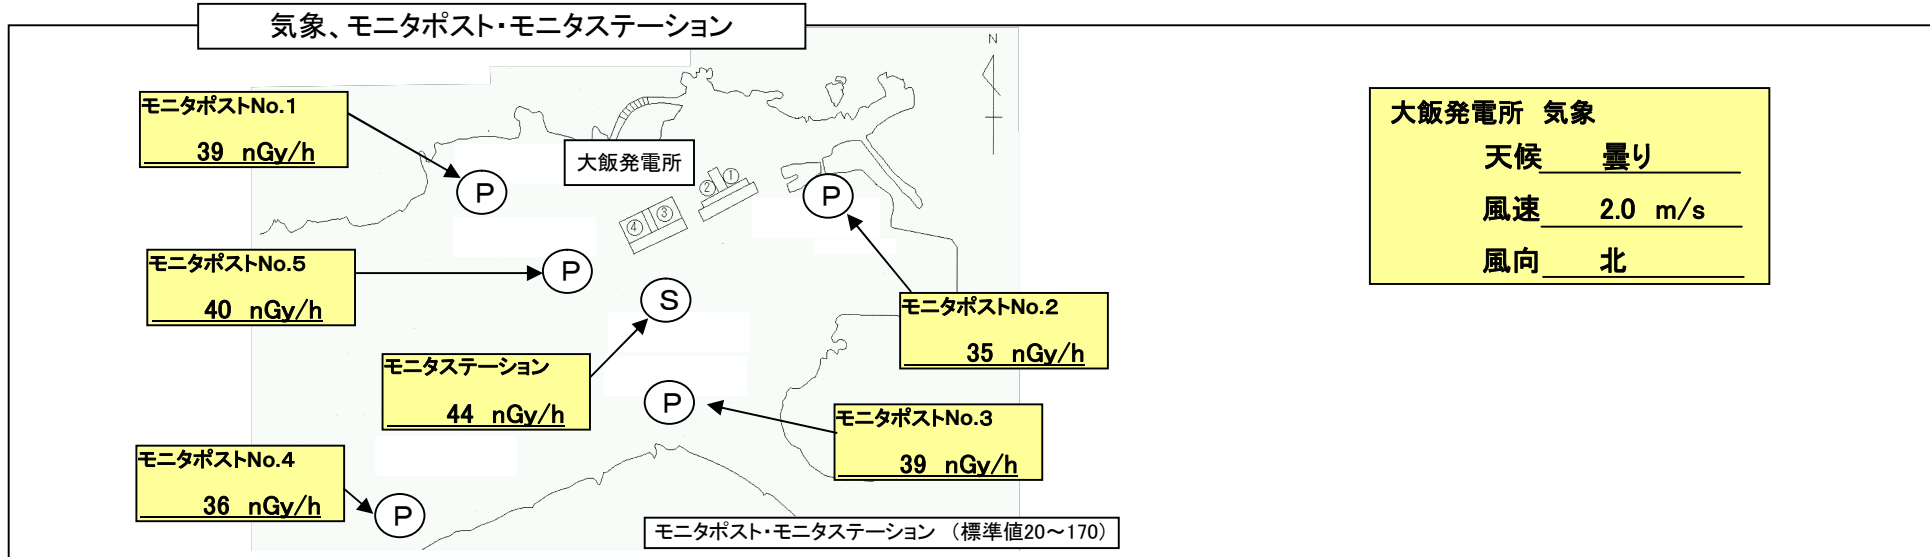 気象、モニタポスト・モニタステーション
N
モニタポストNo.1
39 nGy/h
大飯発電所
大飯発電所 気象
天候 曇り
風速 2.0 m/s
風向 北
P
②
①
P
④
③
モニタポストNo.5
40 nGy/h
P
S
モニタポストNo.2
35 nGy/h
モニタステーション
44 nGy/h
P
モニタポストNo.3
39 nGy/h
モニタポストNo.4
36 nGy/h
P
モニタポスト・モニタステーション (標準値20～170)